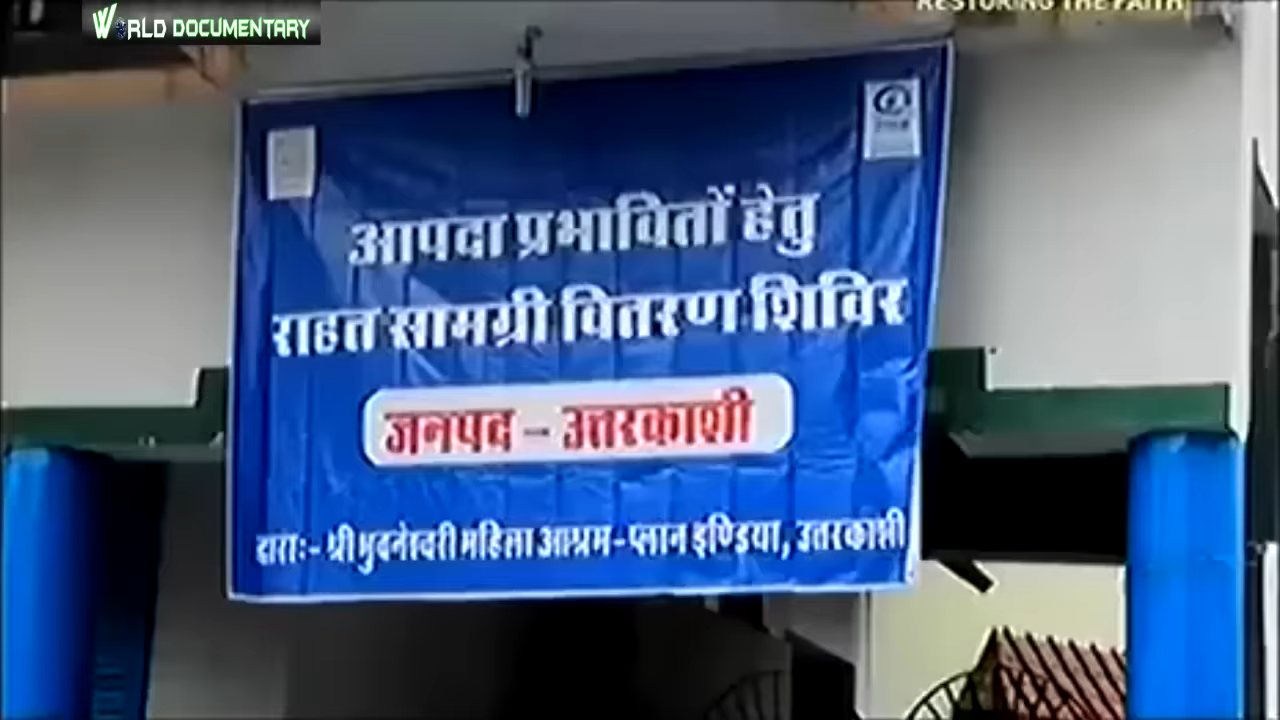 WORLD DOCUMENTARY
RESTORING THE FAITH
आपदा प्रभावितों हेतु
राहत सामग्री वितरण शिविर
जनपद - उत्तरकाशी
द्वाराः- श्री भुवनेश्वरी महिला आश्रम-प्लान इण्डिया, उत्तरकाशी